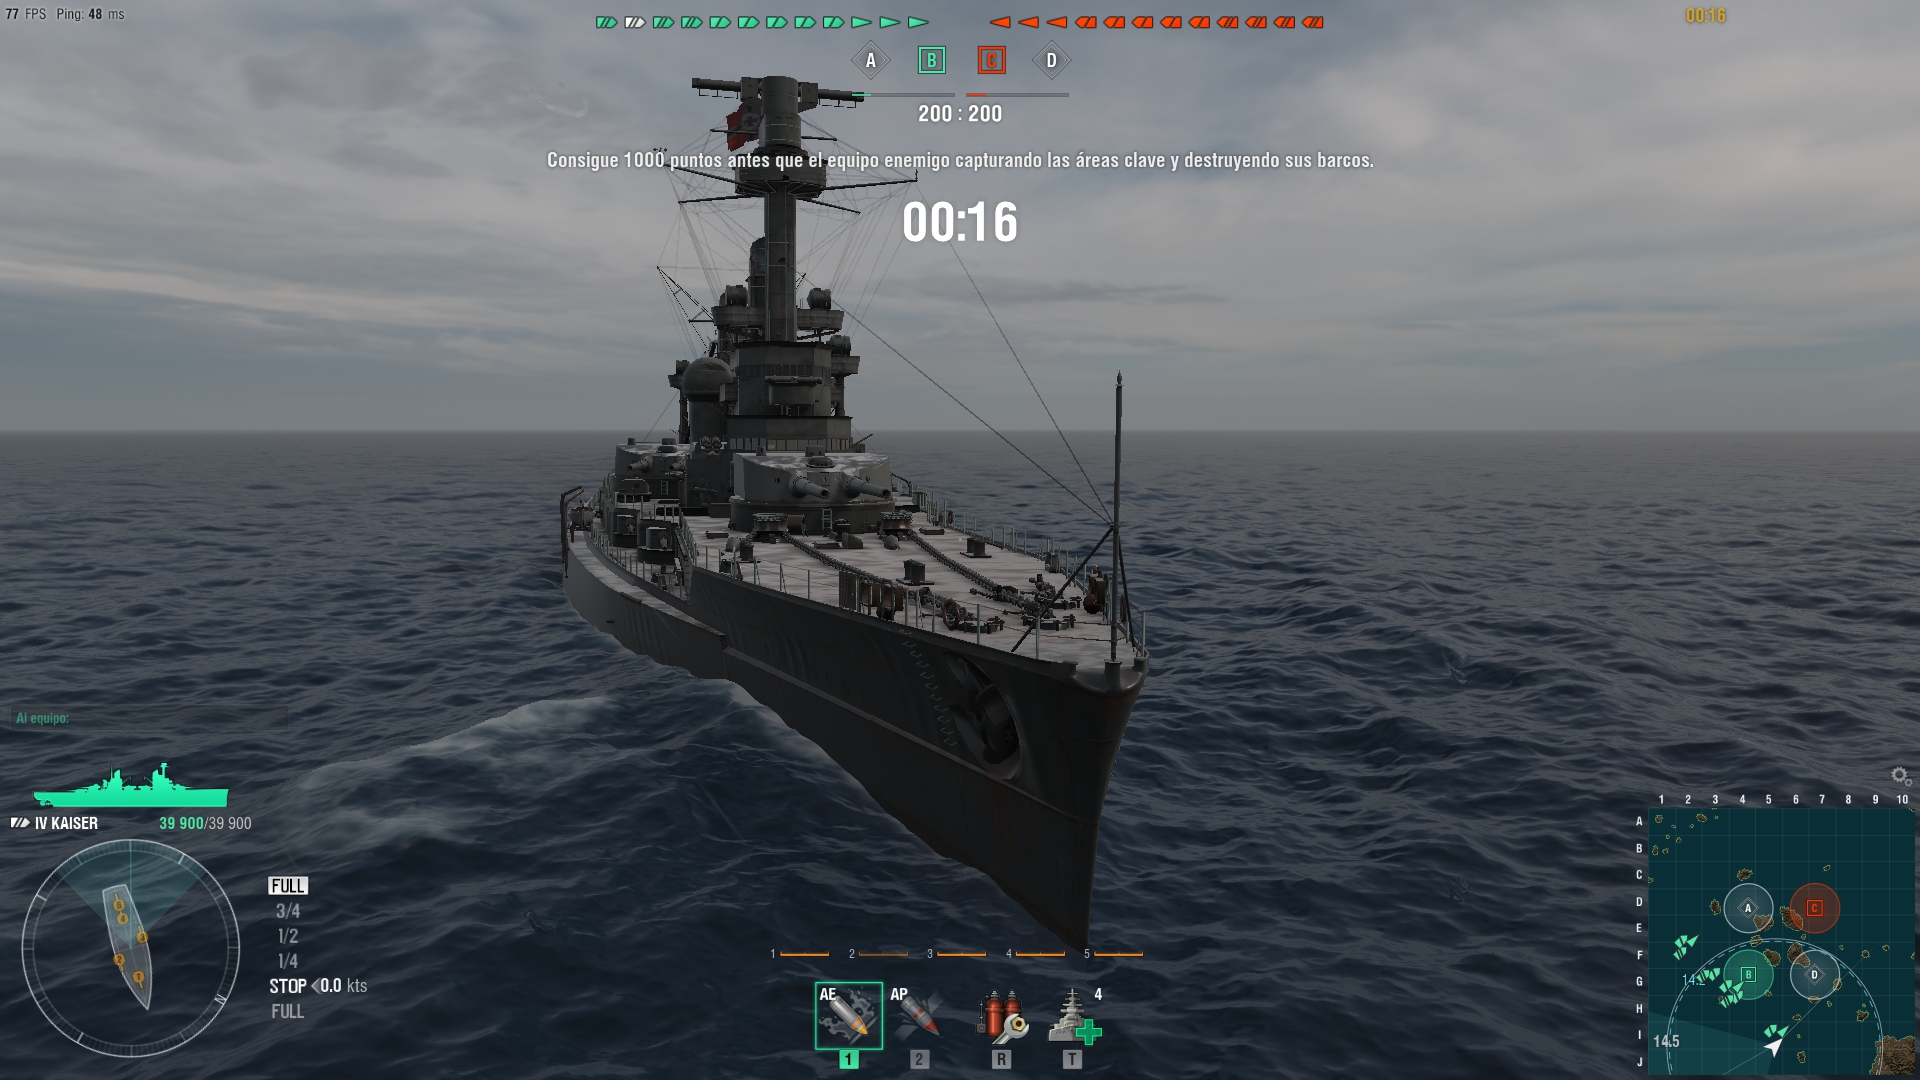 77 FPS Ping: 48 ms
00:16
A B C D
200 : 200
Consigue 1000 puntos antes que el equipo enemigo capturando las áreas clave y destruyendo sus barcos.
00:16
Al equipo:
IV KAISER 39 900/39 900
FULL
3/4
1/2
1/4
STOP 0.0 kts
FULL
N
1 2 3 4 5
AE AP 4
1 2 R T
1 2 3 4 5 6 7 8 9 10
A
B
C
D
E
F
G
H
I
J
A C
B D
14.5